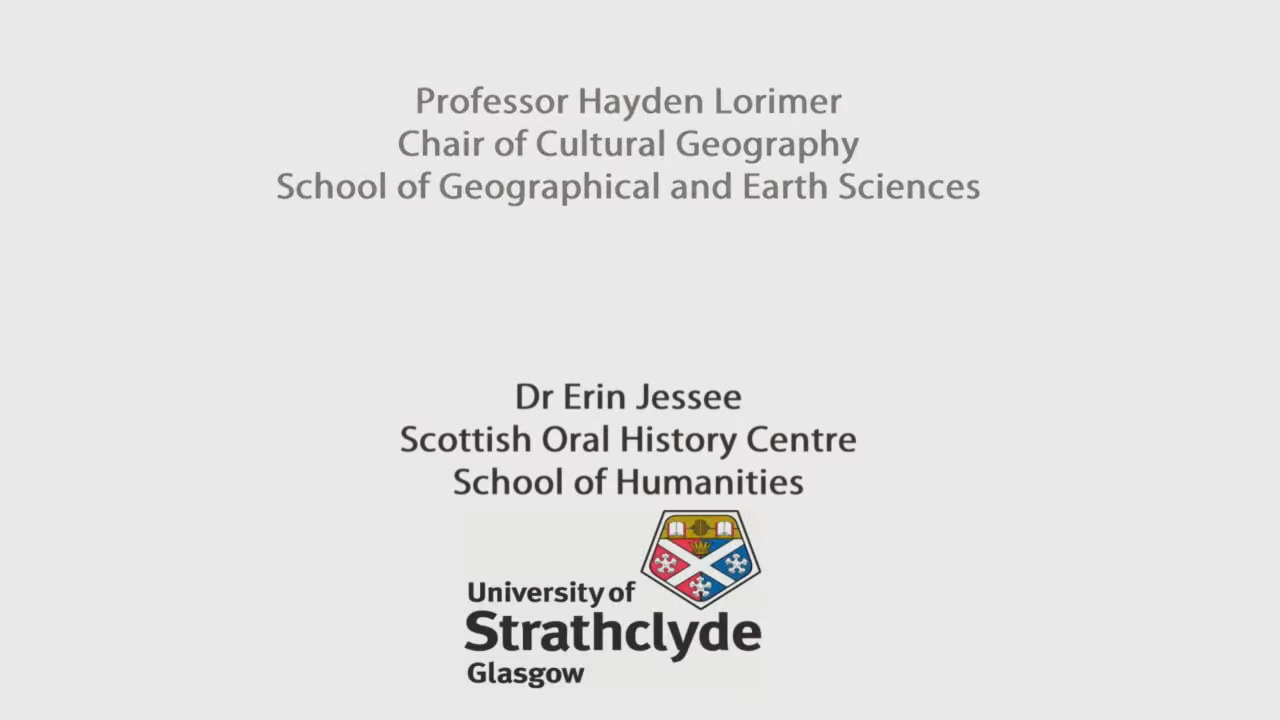 Professor Hayden Lorimer
Chair of Cultural Geography
School of Geographical and Earth Sciences
Dr Erin Jessee
Scottish Oral History Centre
School of Humanities
University of
Strathclyde
Glasgow